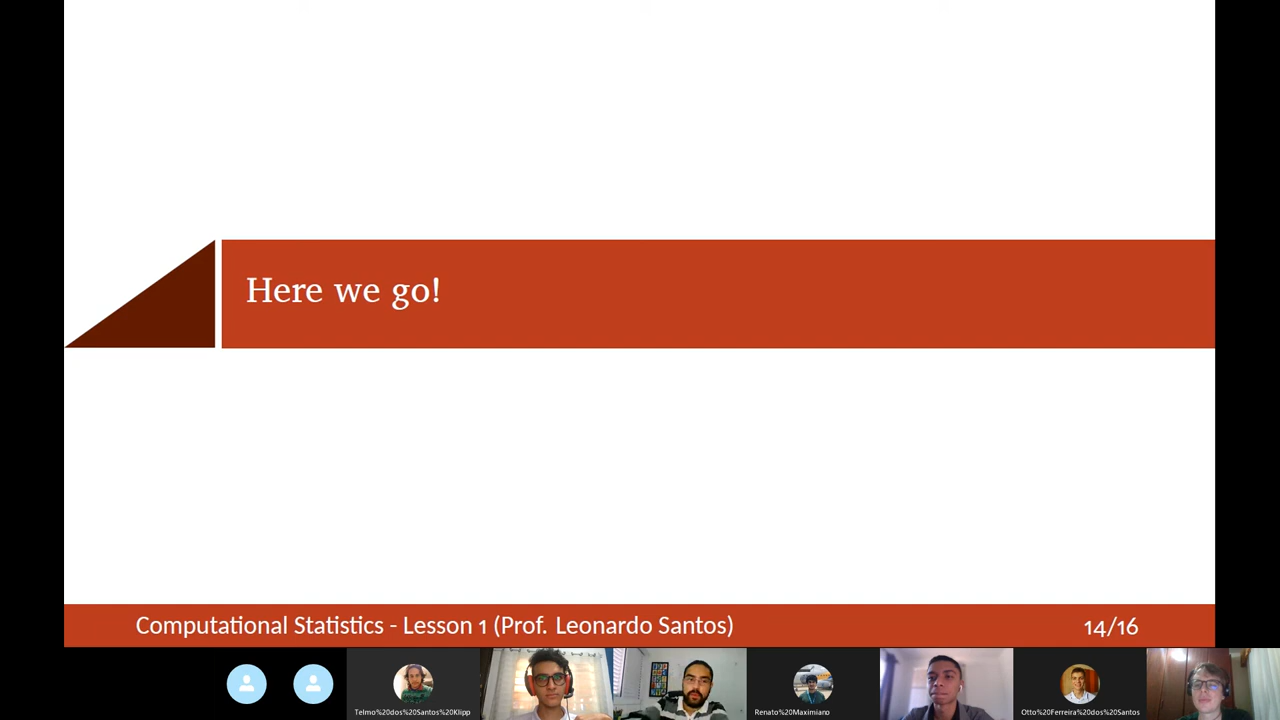 Here we go!
Computational Statistics - Lesson 1 (Prof. Leonardo Santos)
14/16
Telmo%20dos%20Santos%20Klipp
Renato%20Maximiano
Otto%20Ferreira%20dos%20Santos